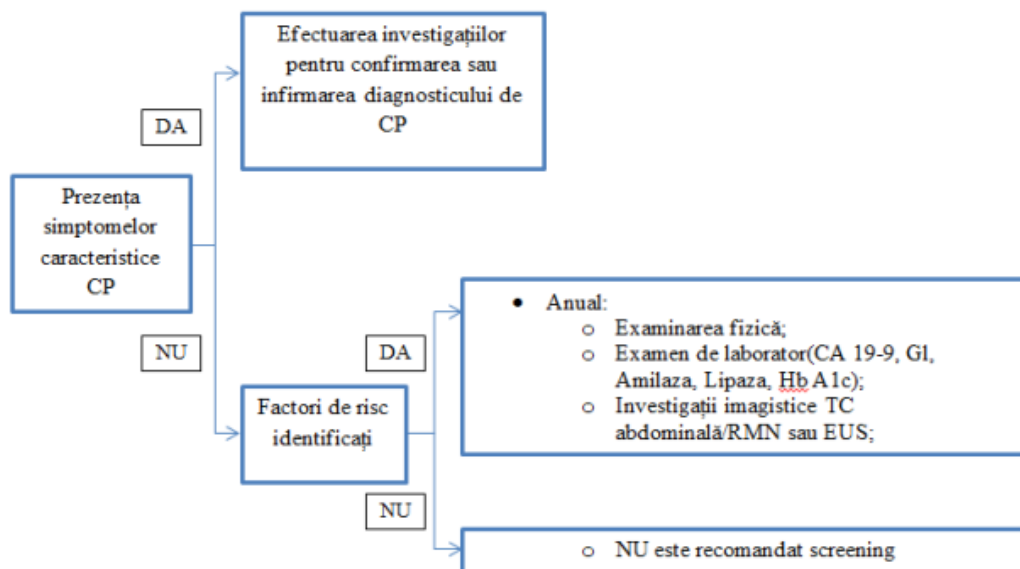 Efectuarea investigațiilor
pentru confirmarea sau
infirmarea diagnosticului de
CP
DA
Prezența
simptomelor
caracteristice
CP
NU
DA
Factori de risc
identificați
NU
• Anual:
o Examinarea fizică;
o Examen de laborator(CA 19-9, Gl,
Amilaza, Lipaza, Hb A1c);
o Investigații imagistice TC
abdominală/RMN sau EUS;
o NU este recomandat screening